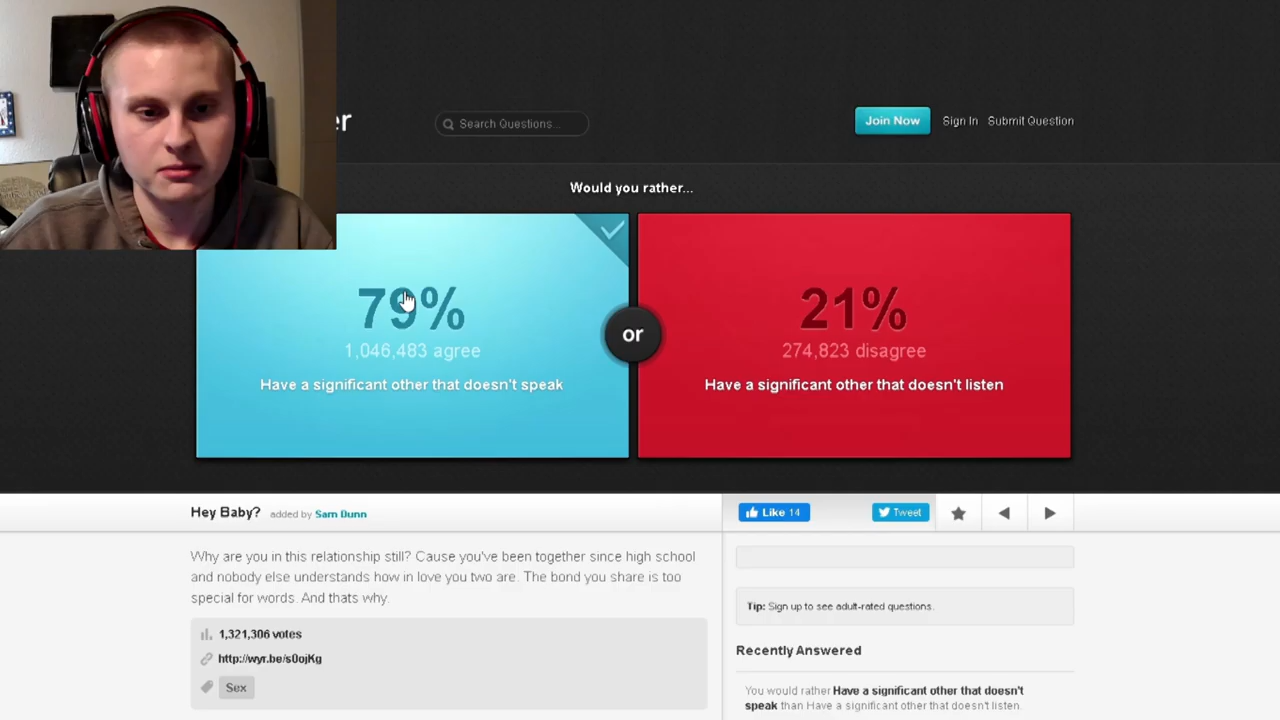 er
Search Questions...
Join Now
Sign In
Submit Question
Would you rather...
79%
1,046,483 agree
Have a significant other that doesn't speak
or
21%
274,823 disagree
Have a significant other that doesn't listen
Hey Baby?
added by Sam Dunn
Like 14
Tweet
Why are you in this relationship still? Cause you've been together since high school
and nobody else understands how in love you two are. The bond you share is too
special for words. And thats why.
1,321,306 votes
http://wyr.be/s0ojKg
Sex
Tip: Sign up to see adult-rated questions.
Recently Answered
You would rather Have a significant other that doesn't
speak than Have a significant other that doesn't listen.